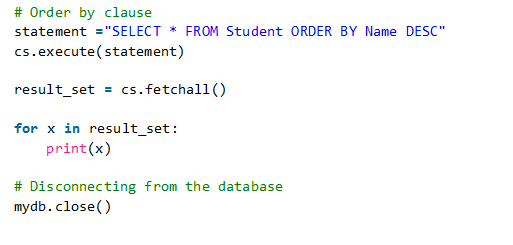 # Order by clause
statement ="SELECT * FROM Student ORDER BY Name DESC"
cs.execute(statement)
result_set = cs.fetchall()
for x in result_set:
    print(x)
# Disconnecting from the database
mydb.close()